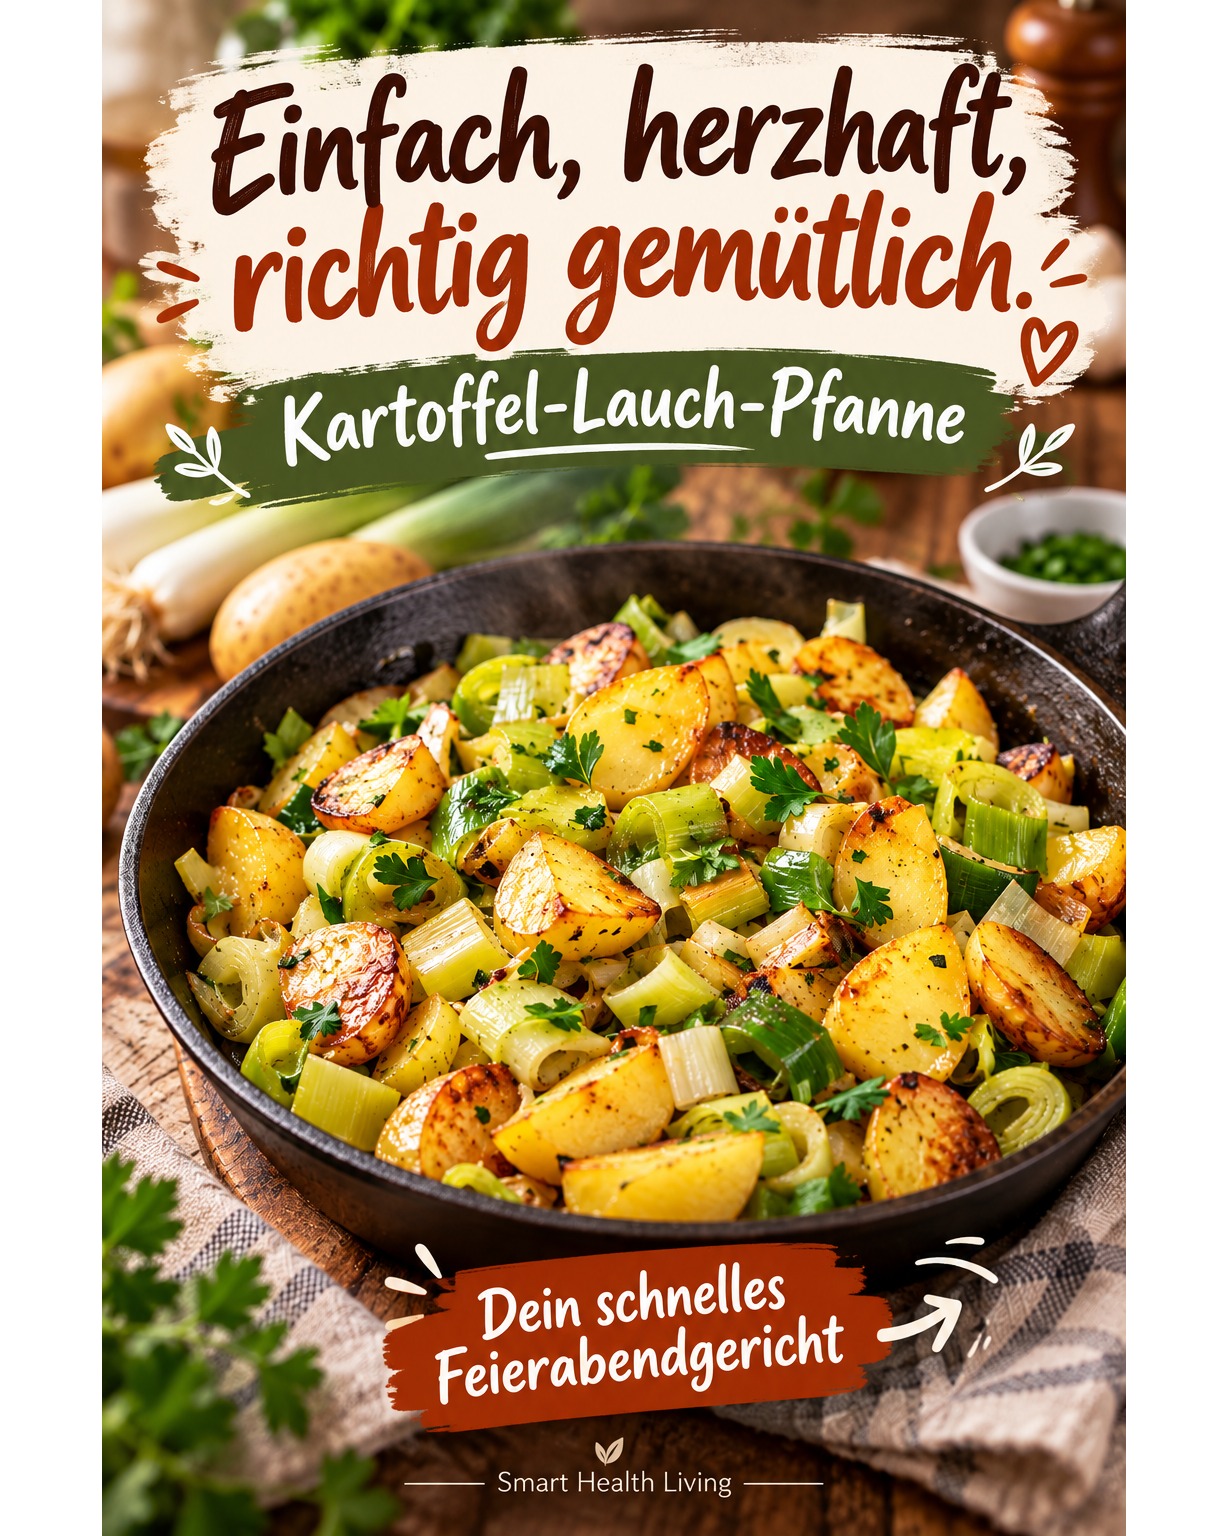 Einfach, herzhaft,
richtig gemütlich.
Kartoffel-Lauch-Pfanne
Dein schnelles
Feierabendgericht
Smart Health Living